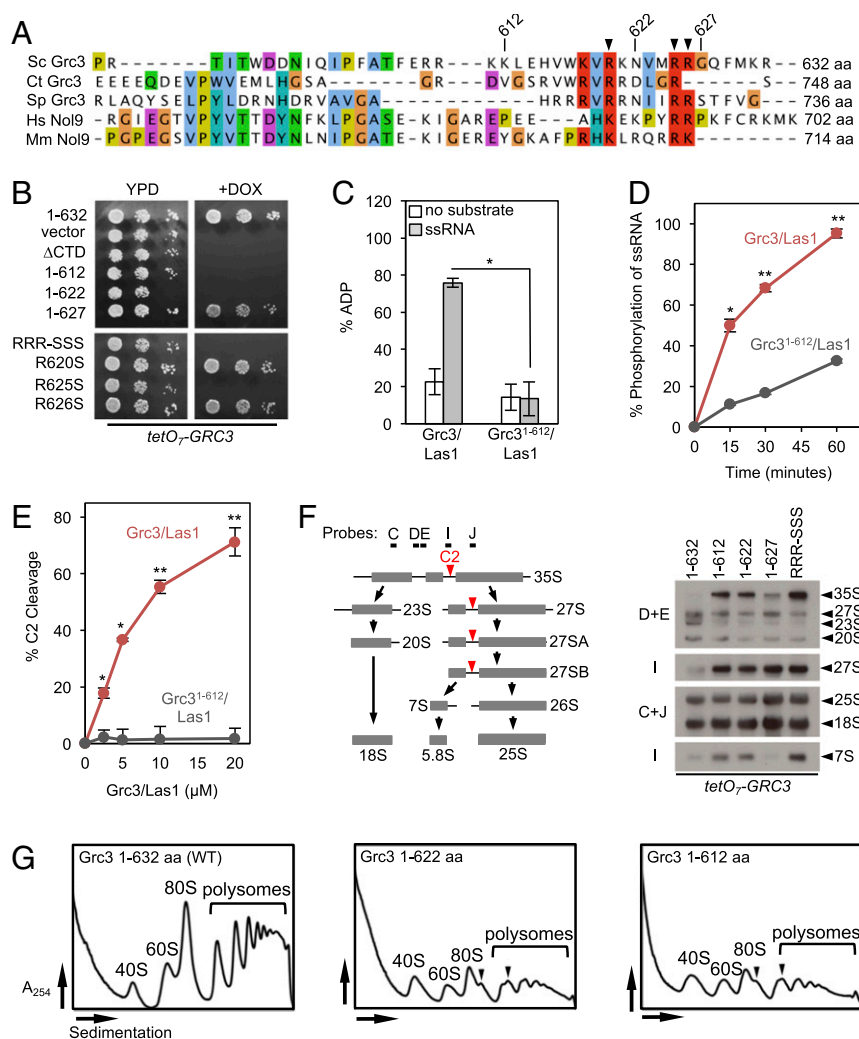 A
612
622
627
Sc Grc3 PR-------TITWDDNIQIPFATFERR---KKLEHVWWKVRKNVMRRGQFMKR- 632 aa
Ct Grc3 748 aa
Sp Grc3 736 aa
Hs Nol9 702 aa
Mm Nol9 714 aa
B
YPD
+DOX
1-632
vector
ΔCTD
1-612
1-622
1-627
RRR-SSS
R620S
R625S
R626S
tetO7-GRC3
C
no substrate
ssRNA
120
100
80
60
40
20
0
% ADP
*
Grc3/
Las1
Grc3¹⁻⁶¹²/
Las1
D
% Phosphorylation of ssRNA
100
80
60
40
20
0
Grc3/Las1
*
**
**
Grc3¹⁻⁶¹²/Las1
0 15 30 60
Time (minutes)
E
% C2 Cleavage
80
60
40
20
0
Grc3/Las1
*
*
**
**
Grc3¹⁻⁶¹²/
Las1
0 5 10 15 20
Grc3/Las1 (µM)
F
Probes: C DE I J
C2
35S
23S 27S
20S 27SA
27SB
7S 26S
18S 5.8S 25S
1-632
1-612
1-622
1-627
RRR-SSS
D+E
35S
27S
23S
20S
I 27S
C+J
25S
18S
I 7S
tetO7-GRC3
G
Grc3 1-632 aa (WT)
80S
polysomes
60S
40S
A254
Sedimentation
Grc3 1-622 aa
polysomes
80S
40S
60S
Grc3 1-612 aa
polysomes
80S
40S
60S